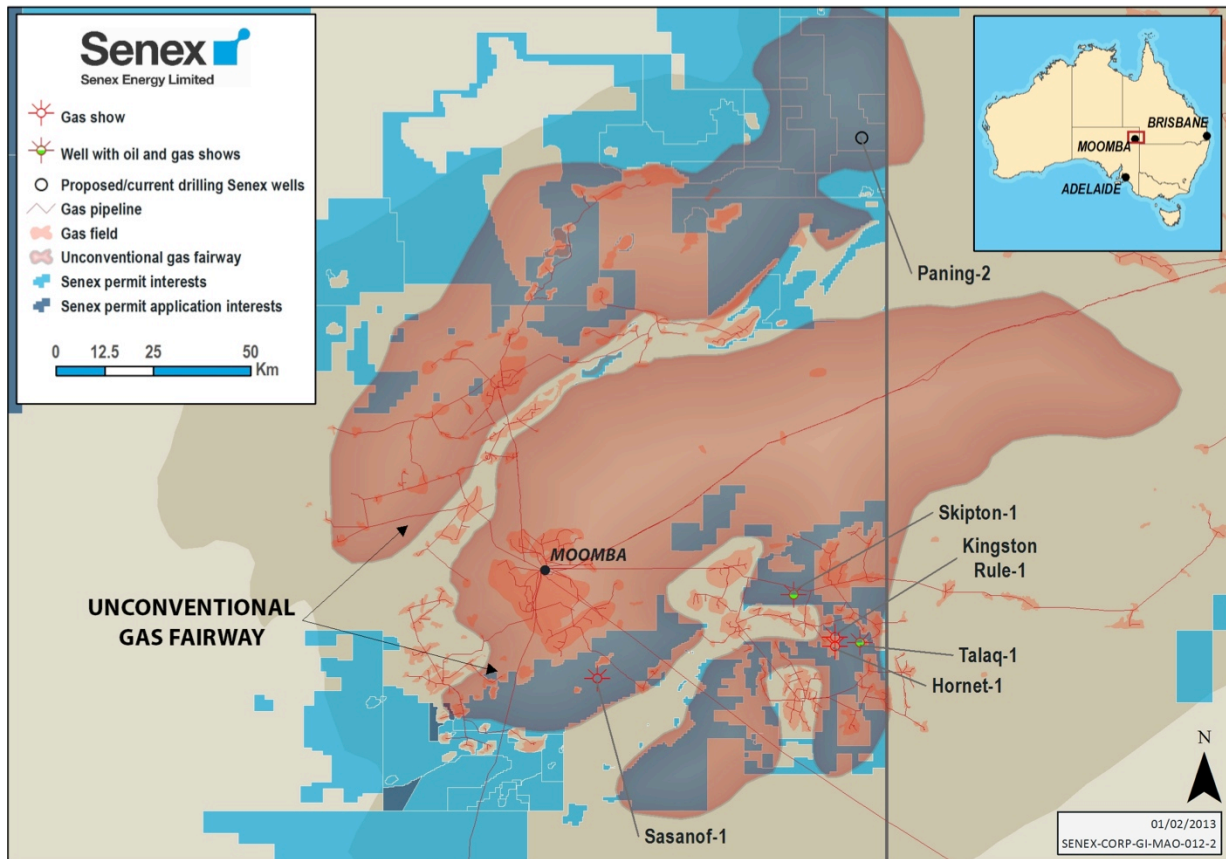 Senex
Senex Energy Limited
Gas show
Well with oil and gas shows
Proposed/current drilling Senex wells
Gas pipeline
Gas field
Unconventional gas fairway
Senex permit interests
Senex permit application interests
0 12.5 25 50
Km
BRISBANE
MOOMBA
ADELAIDE
Paning-2
Skipton-1
Kingston
Rule-1
MOOMBA
UNCONVENTIONAL
GAS FAIRWAY
Talaq-1
Hornet-1
Sasanof-1
N
01/02/2013
SENEX-CORP-GI-MAO-012-2